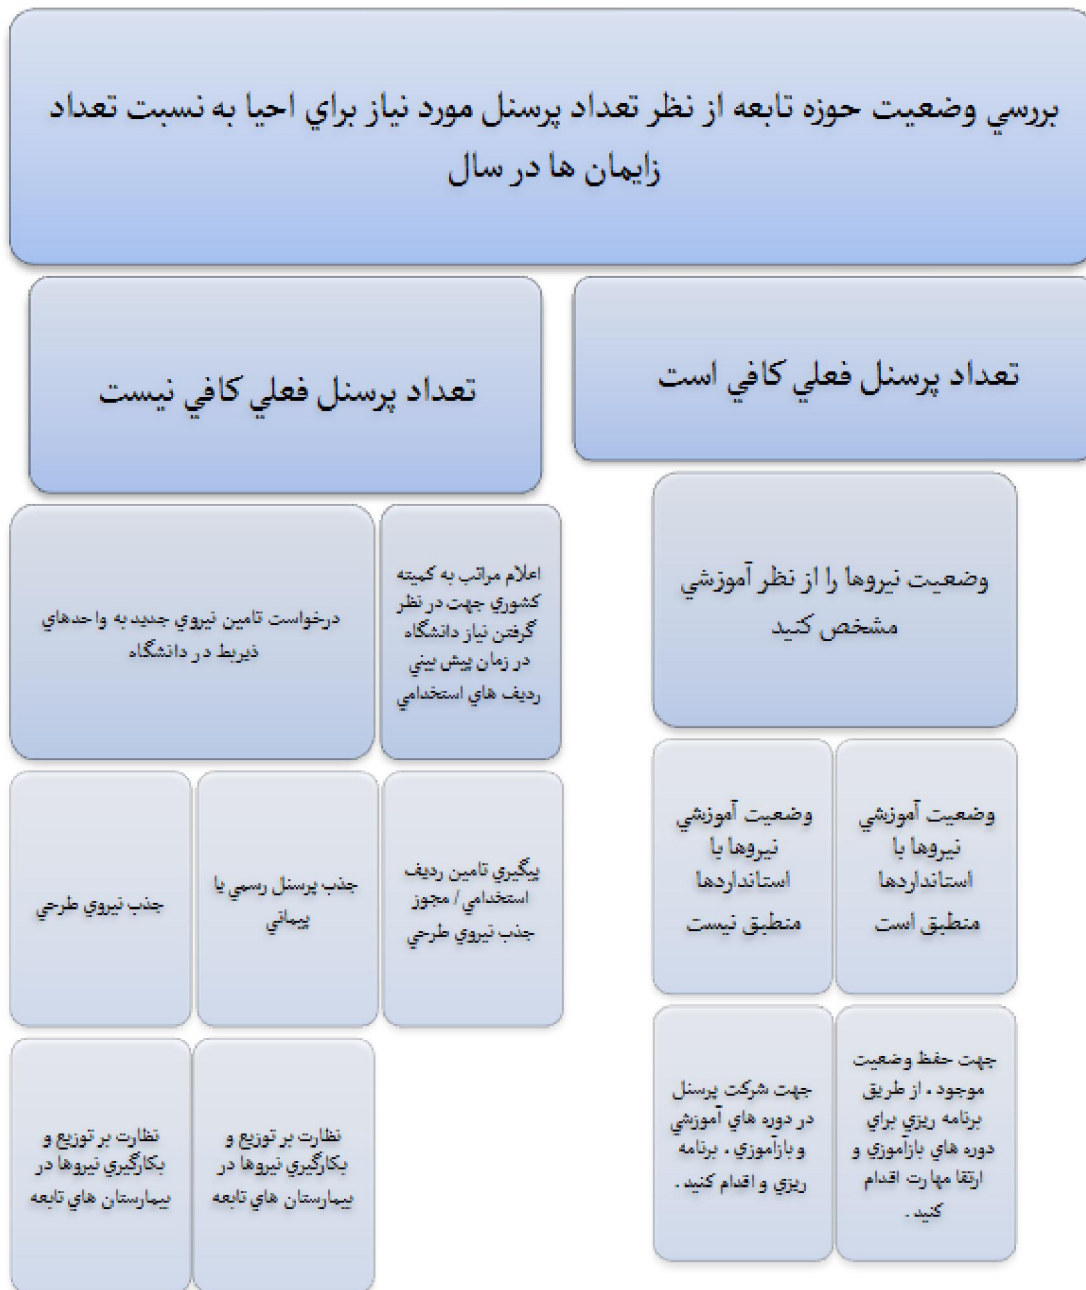 بررسي وضعيت حوزه تابعه از نظر تعداد پرسنل مورد نياز براي احيا به نسبت تعداد
زايمان ها در سال
تعداد پرسنل فعلي كافي است
تعداد پرسنل فعلي كافي نيست
وضعيت نيروها را از نظر آموزشي
مشخص كنيد
وضعيت آموزشي
نيروها با
استانداردها
منطبق است
وضعيت آموزشي
نيروها با
استانداردها
منطبق نيست
جهت حفظ وضعيت
موجود ، از طريق
برنامه ريزي براي
دوره هاي بازآموزي و
ارتقا مهارت اقدام
كنيد .
جهت شركت پرسنل
در دوره هاي آموزشي
و بازآموزي ، برنامه
ريزي و اقدام كنيد .
اعلام مراتب به كميته
كشوري جهت در نظر
گرفتن نياز دانشگاه
در زمان پيش بيني
رديف هاي استخدامي
درخواست تامين نيروي جديد به واحدهاي
ذيربط در دانشگاه
پيگيري تامين رديف
استخدامي/ مجوز
جذب نيروي طرحي
جذب پرسنل رسمي يا
پيماني
جذب نيروي طرحي
نظارت بر توزيع و
بكارگيري نيروها در
بيمارستان هاي تابعه
نظارت بر توزيع و
بكارگيري نيروها در
بيمارستان هاي تابعه